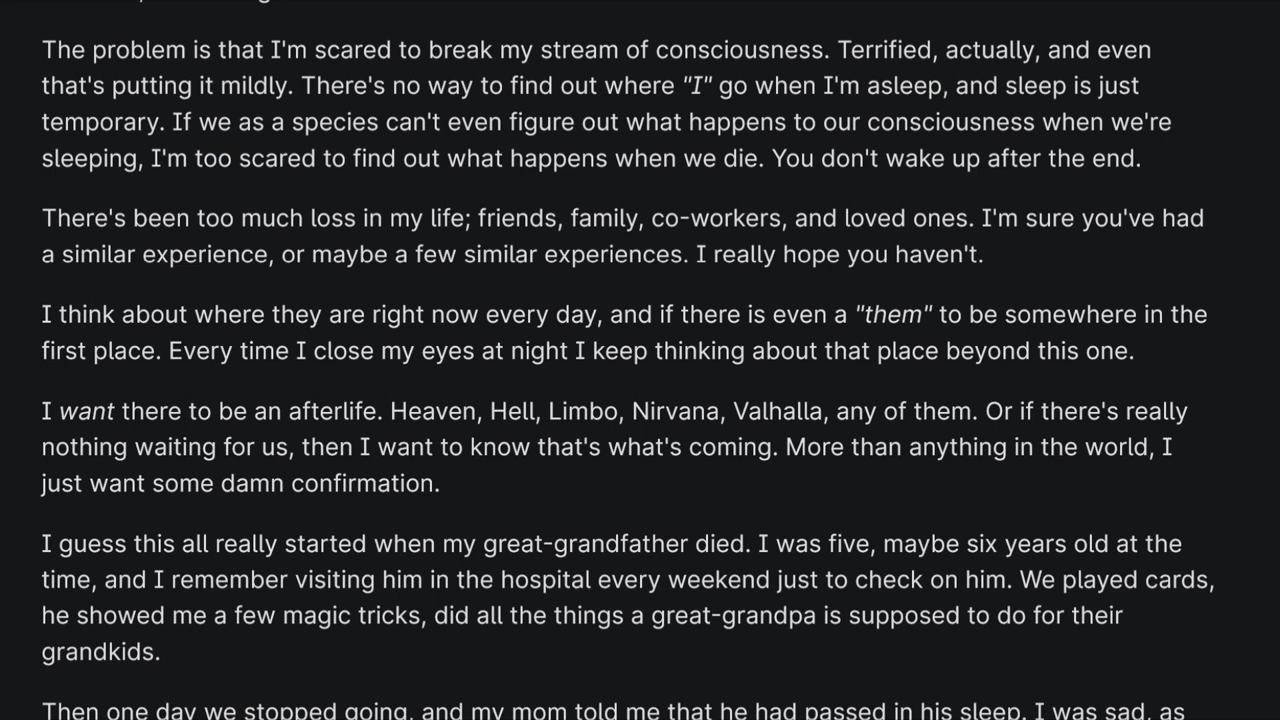 The problem is that I'm scared to break my stream of consciousness. Terrified, actually, and even
that's putting it mildly. There's no way to find out where "I" go when I'm asleep, and sleep is just
temporary. If we as a species can't even figure out what happens to our consciousness when we're
sleeping, I'm too scared to find out what happens when we die. You don't wake up after the end.
There's been too much loss in my life; friends, family, co-workers, and loved ones. I'm sure you've had
a similar experience, or maybe a few similar experiences. I really hope you haven't.
I think about where they are right now every day, and if there is even a "them" to be somewhere in the
first place. Every time I close my eyes at night I keep thinking about that place beyond this one.
I want there to be an afterlife. Heaven, Hell, Limbo, Nirvana, Valhalla, any of them. Or if there's really
nothing waiting for us, then I want to know that's what's coming. More than anything in the world, I
just want some damn confirmation.
I guess this all really started when my great-grandfather died. I was five, maybe six years old at the
time, and I remember visiting him in the hospital every weekend just to check on him. We played cards,
he showed me a few magic tricks, did all the things a great-grandpa is supposed to do for their
grandkids.
Then one day we stopped going, and my mom told me that he had passed in his sleep. I was sad, as